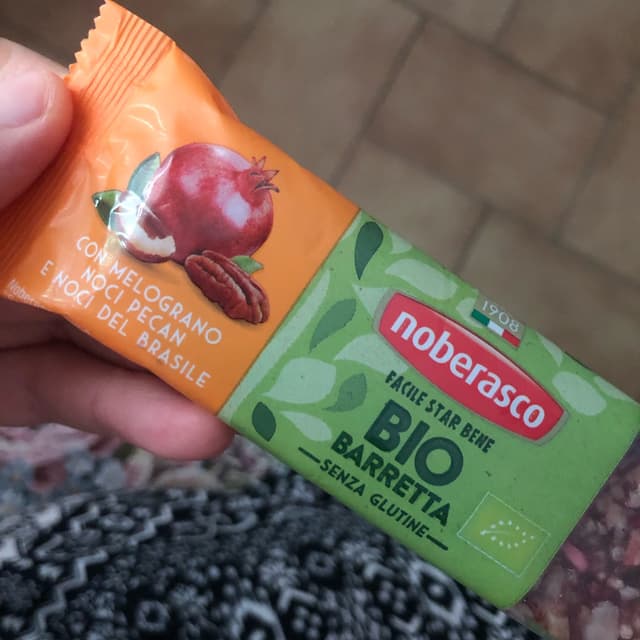 CON MELOGRANO
NOCI PECAN
E NOCI DEL BRASILE
1908
noberasco
FACILE STAR BENE
BIO
BARRETTA
SENZA GLUTINE